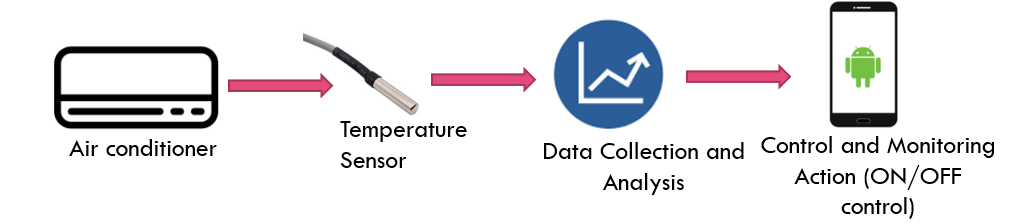 Air conditioner
Temperature
Sensor
Data Collection and
Analysis
Control and Monitoring
Action (ON/OFF
control)